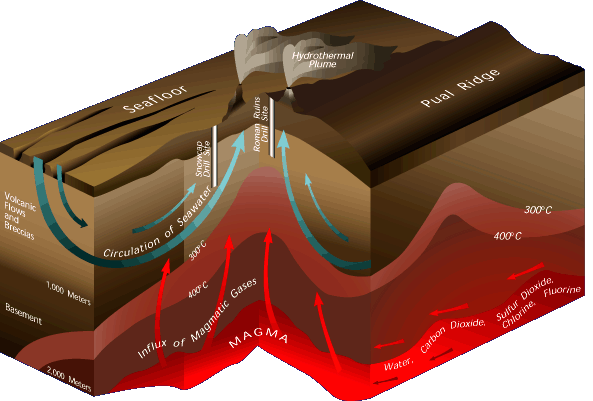 Hydrothermal
Plume
Seafloor
Pual Ridge
Snowcap
Drill Site
Roman Ruins
Drill Site
Volcanic
Flows
and
Breccias
Circulation of Seawater
300°C
400°C
300°C
400°C
1,000 Meters
Basement
2,000 Meters
Influx of Magmatic Gases
MAGMA
Water, Carbon Dioxide, Sulfur Dioxide,
Chlorine, Fluorine